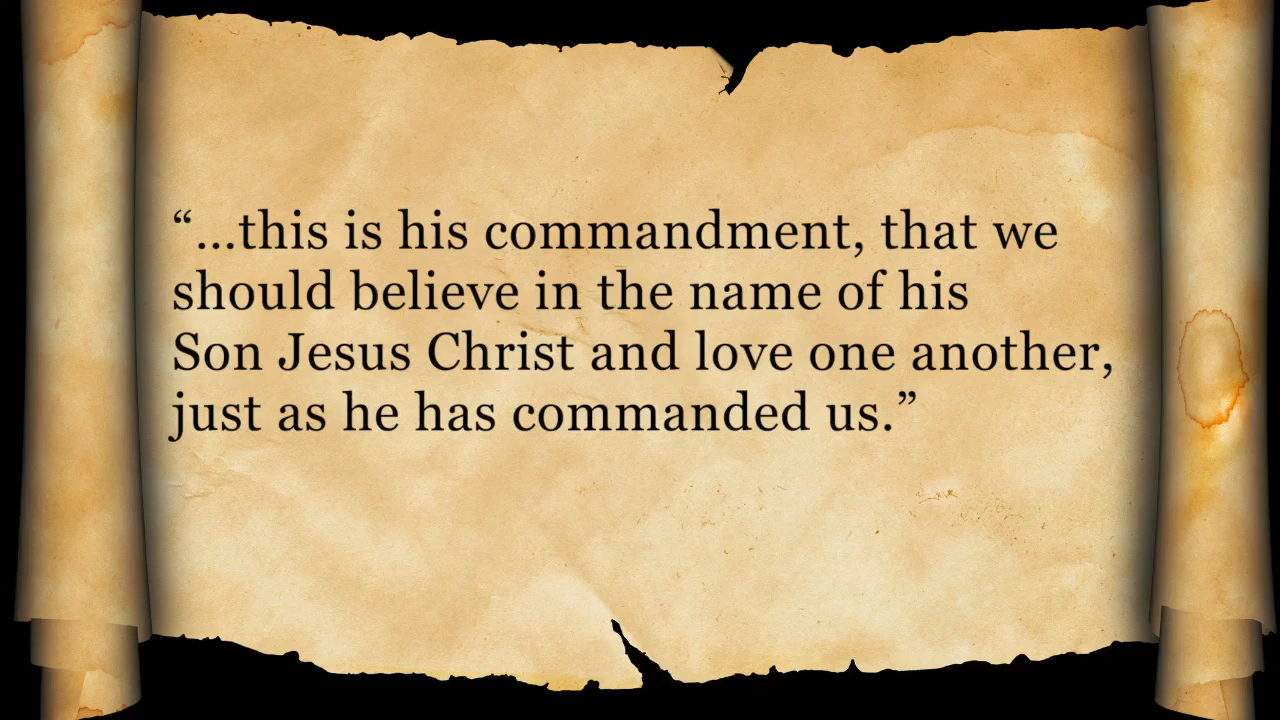 “…this is his commandment, that we
should believe in the name of his
Son Jesus Christ and love one another,
just as he has commanded us.”